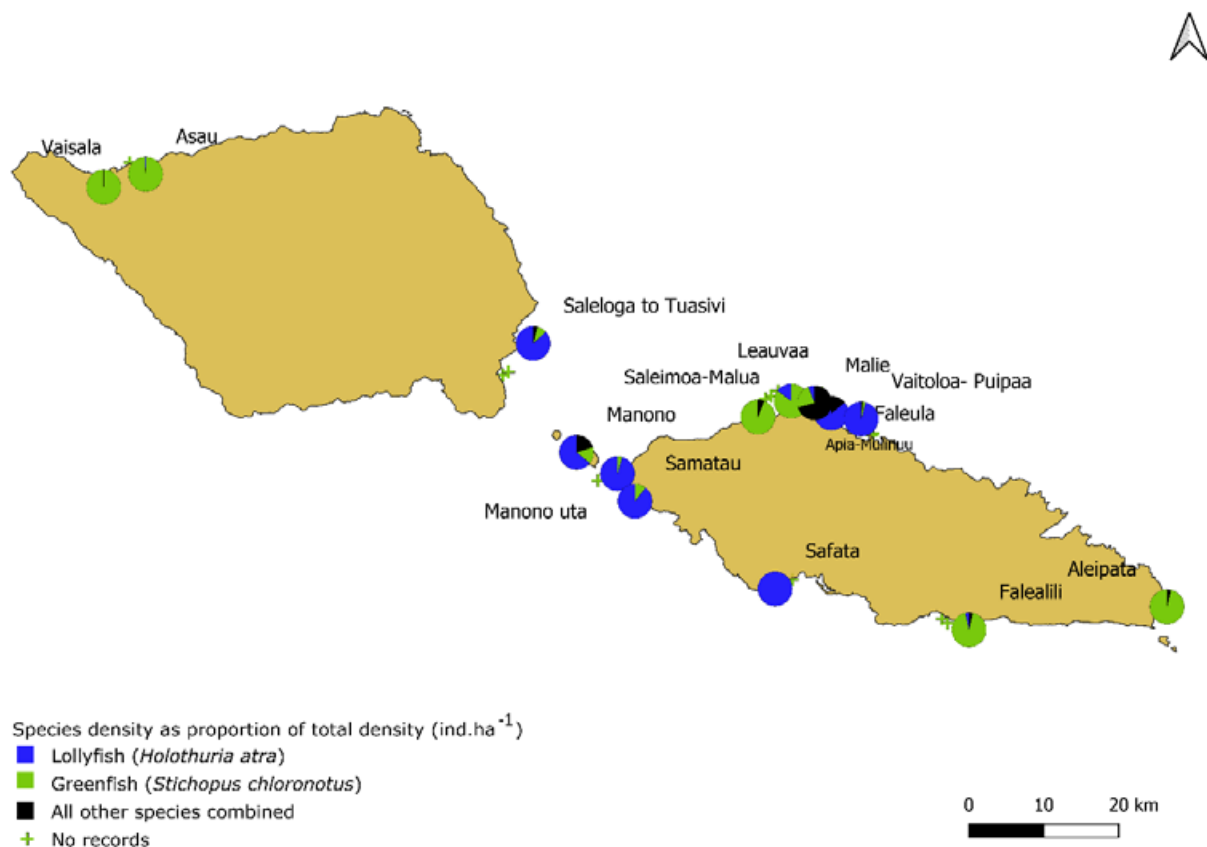 Asau
Vaisala
Saleloga to Tuasivi
Leauvaa
Malie
Saleimoa-Malua
Vaitoloa- Puipaa
Manono
Faleula
Apia-Mulinuu
Samatau
Manono uta
Safata
Aleipata
Falealili
Species density as proportion of total density (ind.ha⁻¹)
Lollyfish (Holothuria atra)
Greenfish (Stichopus chloronotus)
All other species combined
No records
0 10 20 km